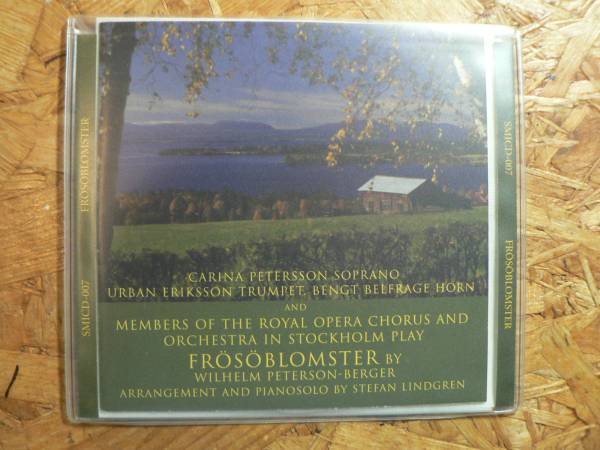 CARINA PETERSSON SOPRANO
URBAN ERIKSSON TRUMPET, BENGT BELFRAGE HORN
AND
MEMBERS OF THE ROYAL OPERA CHORUS AND
ORCHESTRA IN STOCKHOLM PLAY
FRÖSÖBLOMSTER BY
WILHELM PETERSON-BERGER
ARRANGEMENT AND PIANOSOLO BY STEFAN LINDGREN
SMICD-007
FRÖSÖBLOMSTER
SMICD-007
FRÖSÖBLOMSTER